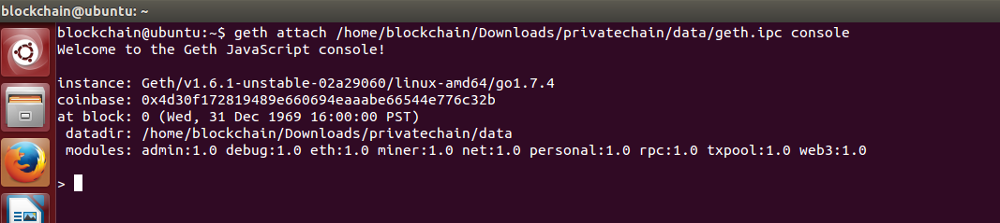 blockchain@ubuntu: ~
blockchain@ubuntu:~$ geth attach /home/blockchain/Downloads/privatechain/data/geth.ipc console
Welcome to the Geth JavaScript console!
instance: Geth/v1.6.1-unstable-02a29060/linux-amd64/go1.7.4
coinbase: 0x4d30f172819489e660694eaaabe66544e776c32b
at block: 0 (Wed, 31 Dec 1969 16:00:00 PST)
datadir: /home/blockchain/Downloads/privatechain/data
modules: admin:1.0 debug:1.0 eth:1.0 miner:1.0 net:1.0 personal:1.0 rpc:1.0 txpool:1.0 web3:1.0
>